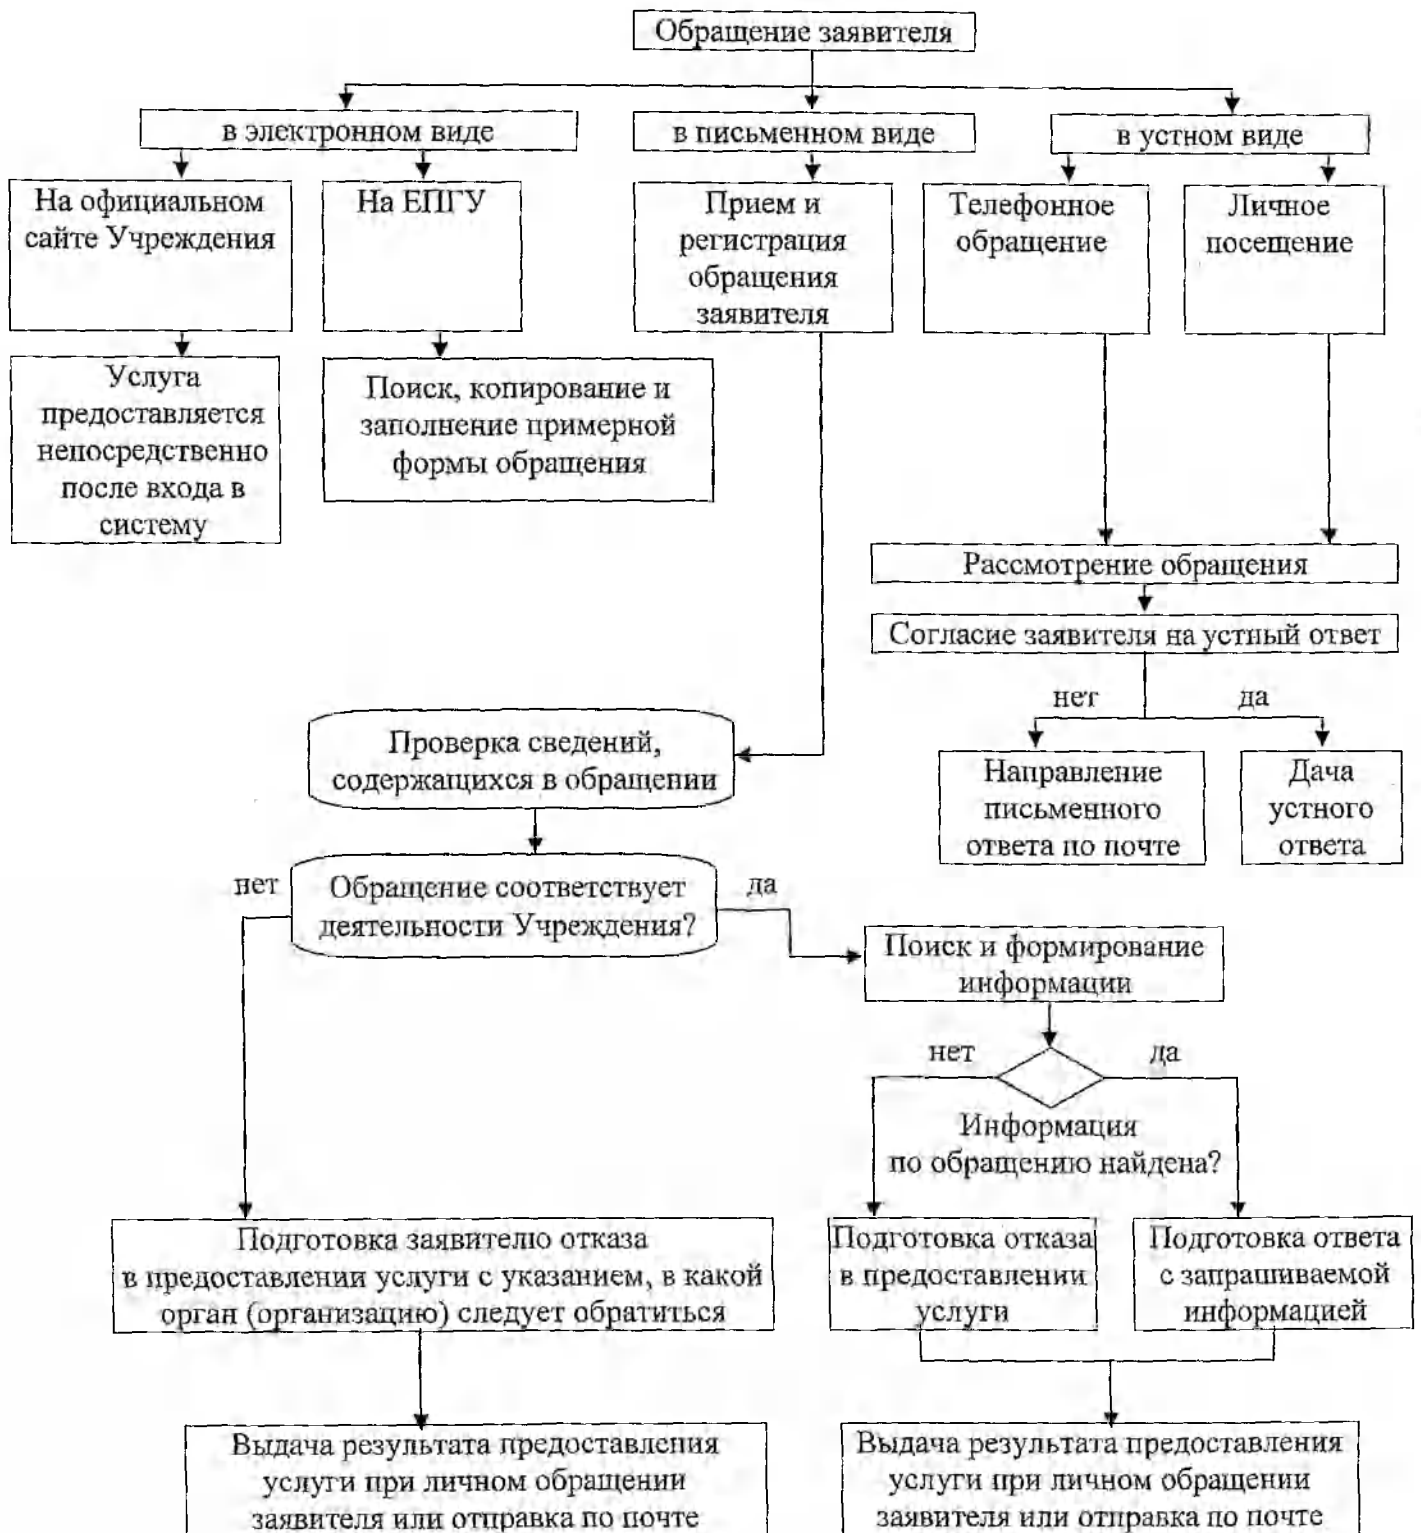 Обращение заявителя
в электронном виде
в письменном виде
в устном виде
На официальном
сайте Учреждения
На ЕПГУ
Прием и
регистрация
обращения
заявителя
Телефонное
обращение
Личное
посещение
Услуга
предоставляется
непосредственно
после входа в
систему
Поиск, копирование и
заполнение примерной
формы обращения
Рассмотрение обращения
Согласие заявителя на устный ответ
нет
да
Направление
письменного
ответа по почте
Дача
устного
ответа
Проверка сведений,
содержащихся в обращении
нет
Обращение соответствует
деятельности Учреждения?
да
Поиск и формирование
информации
нет
да
Информация
по обращению найдена?
Подготовка заявителю отказа
в предоставлении услуги с указанием, в какой
орган (организацию) следует обратиться
Подготовка отказа
в предоставлении
услуги
Подготовка ответа
с запрашиваемой
информацией
Выдача результата предоставления
услуги при личном обращении
заявителя или отправка по почте
Выдача результата предоставления
услуги при личном обращении
заявителя или отправка по почте